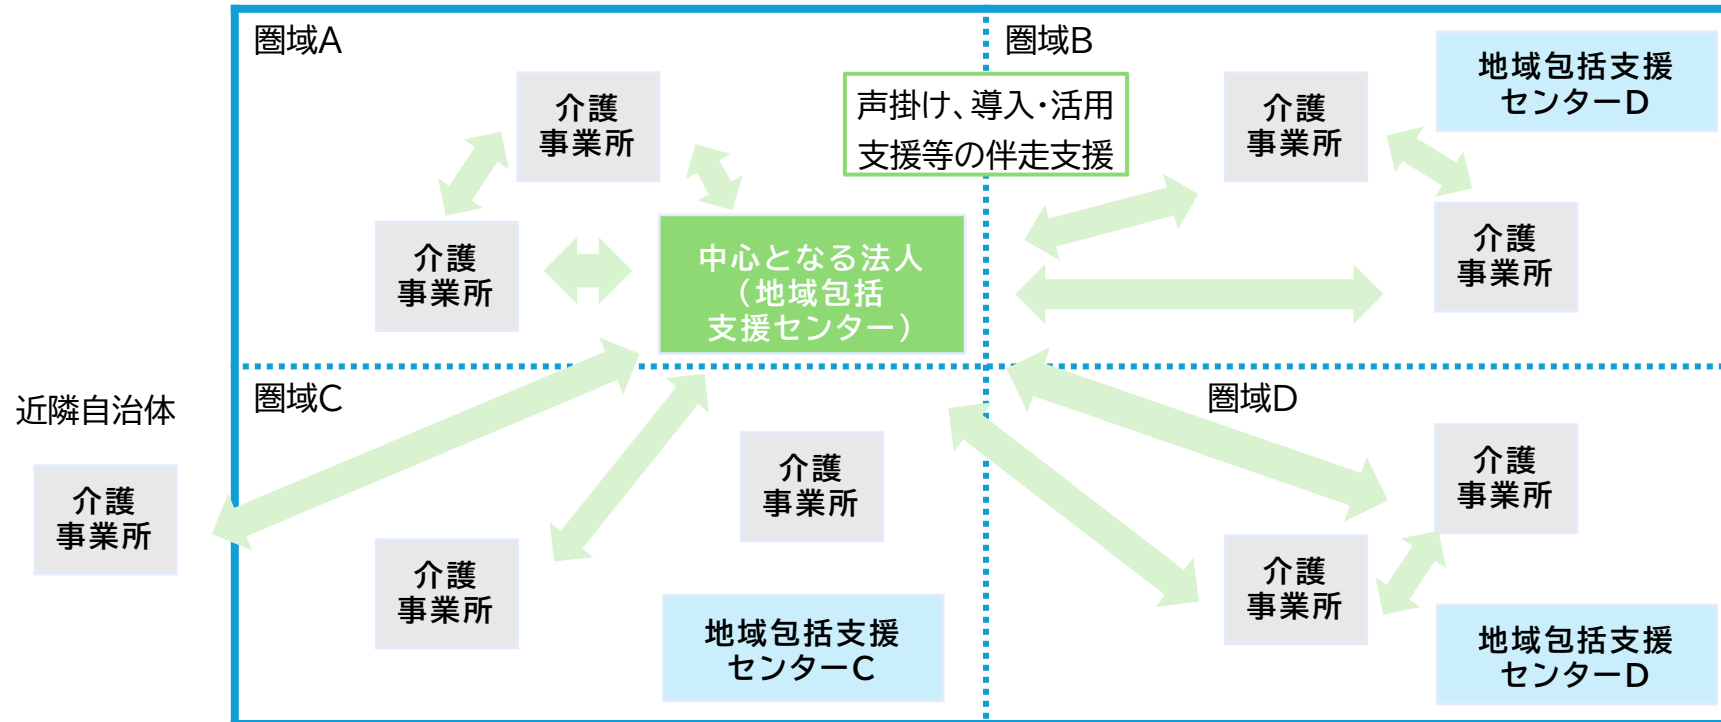 圏域A
介護
事業所
介護
事業所
中心となる法人
（地域包括
支援センター）
声掛け、導入・活用
支援等の伴走支援
圏域B
介護
事業所
地域包括支援
センターD
介護
事業所
近隣自治体
介護
事業所
圏域C
介護
事業所
介護
事業所
地域包括支援
センターC
圏域D
介護
事業所
介護
事業所
地域包括支援
センターD